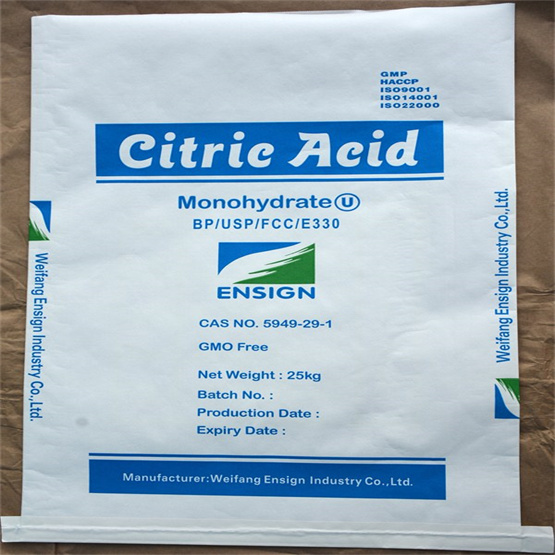 GMP
HACCP
ISO9001
ISO14001
ISO22000
Citric Acid
Monohydrate U
BP/USP/FCC/E330
ENSIGN
CAS NO. 5949-29-1
GMO Free
Net Weight : 25kg
Batch No. :
Production Date :
Expiry Date :
Manufacturer:Weifang Ensign Industry Co.,Ltd.
Weifang Ensign Industry Co.,Ltd.
Weifang Ensign Industry Co.,Ltd.